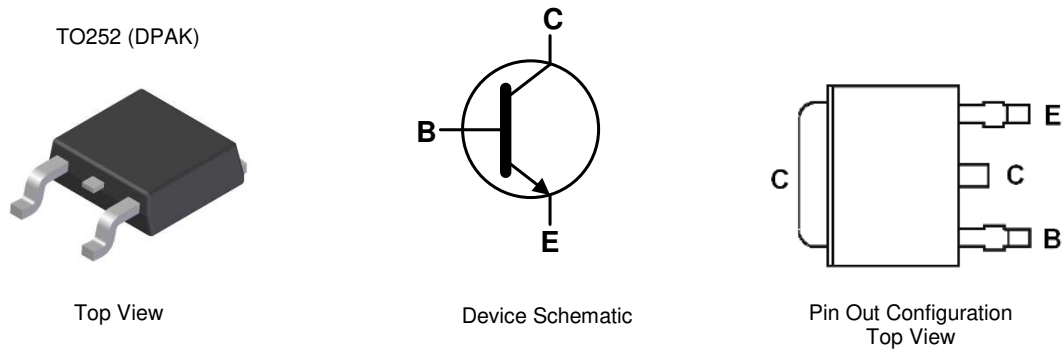 TO252 (DPAK)
Top View
C
B
E
Device Schematic
C
E
C
B
Pin Out Configuration
Top View